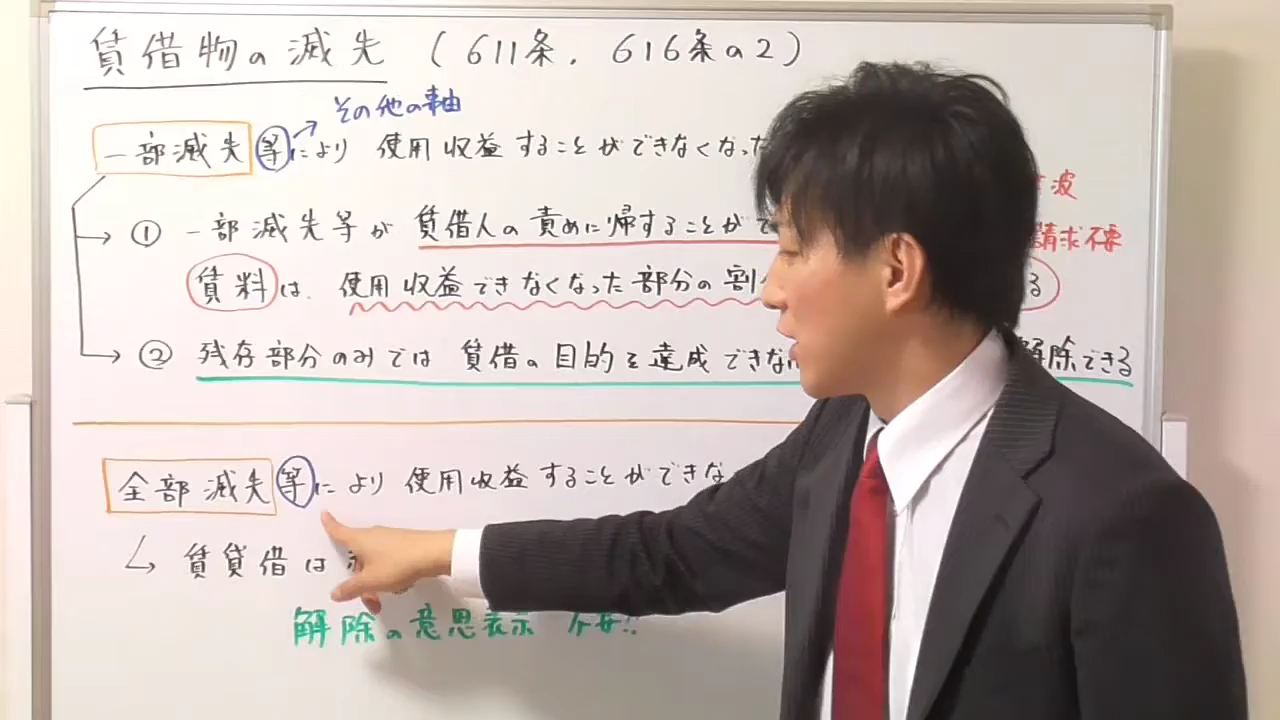 賃借物の滅失（611条，616条の2）
その他の事由
一部滅失等により 使用収益することができなくなった
① 一部滅失等が 賃借人の責めに帰することがで
波
請求不要
賃料は、使用収益できなくなった部分の割
る
② 残存部分のみでは 賃借の目的を達成できな 解除できる
全部滅失等により 使用収益することができな
↳ 賃貸借は
解除の意思表示 不要!!